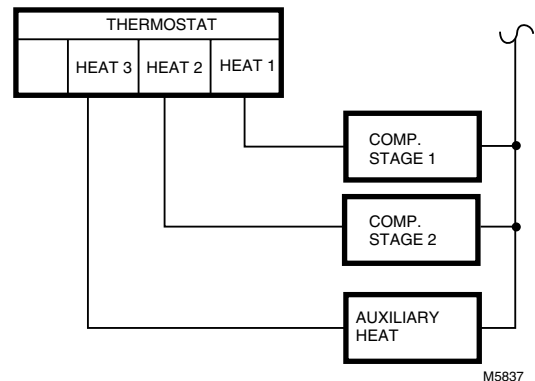 THERMOSTAT
HEAT 3 HEAT 2 HEAT 1
COMP.
STAGE 1
COMP.
STAGE 2
AUXILIARY
HEAT
M5837